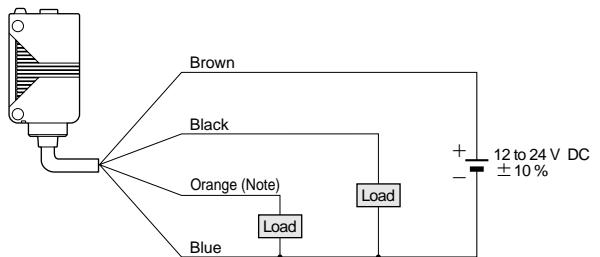 Brown
Black
Orange (Note)
Blue
Load
Load
+
−
12 to 24 V DC
± 10 %